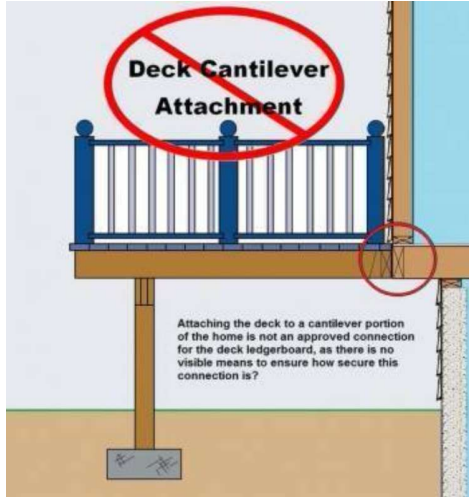 Deck Cantilever
Attachment
Attaching the deck to a cantilever portion
of the home is not an approved connection
for the deck ledgerboard, as there is no
visible means to ensure how secure this
connection is?